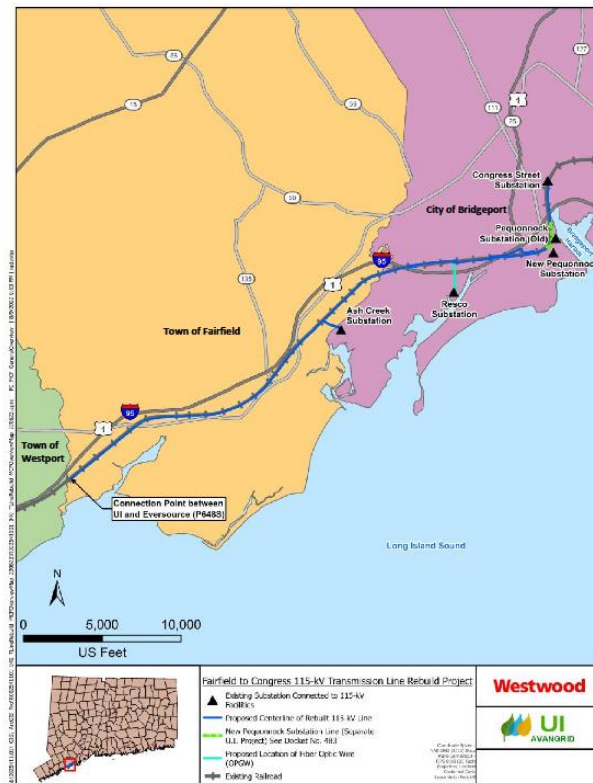 58
59
127
15
111
1
25
Congress Street
Substation
City of Bridgeport
59
Pequonnock
Substation (Old)
Bridgeport
Harbor
New Pequonnock
Substation
95
1
135
Resco
Substation
Ash Creek
Substation
Town of Fairfield
95
1
Town of
Westport
Connection Point between
UI and Eversource (P648S)
Long Island Sound
N
0 5,000 10,000
US Feet
Fairfield to Congress 115-kV Transmission Line Rebuild Project
Existing Substation Connected to 115-kV
Facilities
Proposed Centerline of Rebuilt 115-kV Line
New Pequonnock Substation Line (Separate
U.I. Project) See Docket No. 483
Proposed Location of Fiber Optic Wire
(OPGW)
Existing Railroad
Westwood
UI
AVANGRID